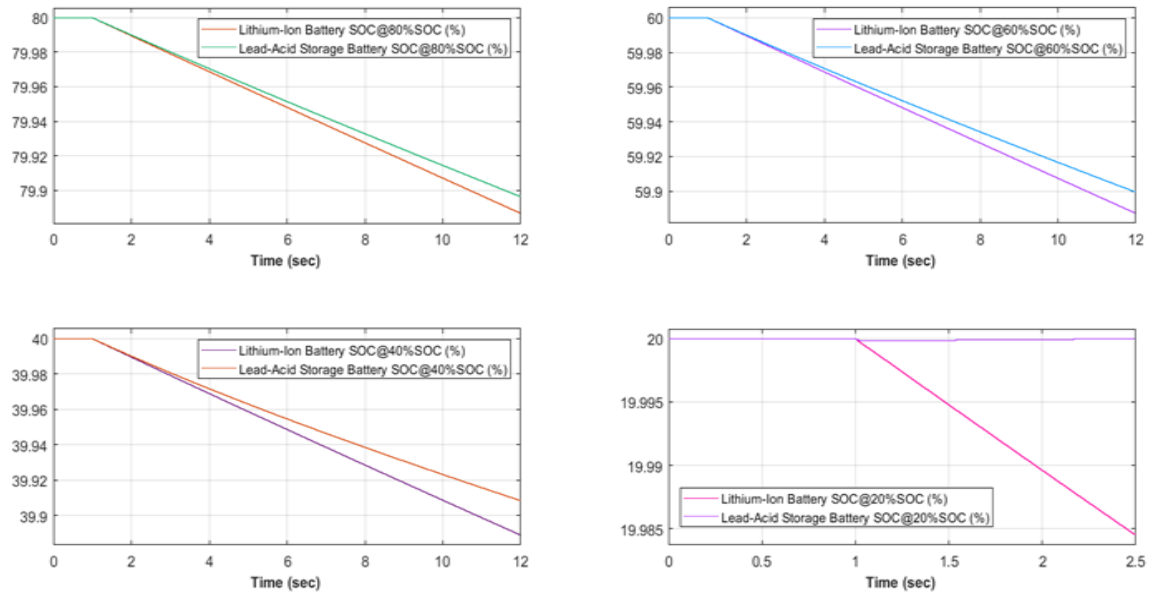 80
79.98
79.96
79.94
79.92
79.9
Lithium-Ion Battery SOC@80%SOC (%)
Lead-Acid Storage Battery SOC@80%SOC (%)
0 2 4 6 8 10 12
Time (sec)
60
59.98
59.96
59.94
59.92
59.9
Lithium-Ion Battery SOC@60%SOC (%)
Lead-Acid Storage Battery SOC@60%SOC (%)
0 2 4 6 8 10 12
Time (sec)
40
39.98
39.96
39.94
39.92
39.9
Lithium-Ion Battery SOC@40%SOC (%)
Lead-Acid Storage Battery SOC@40%SOC (%)
0 2 4 6 8 10 12
Time (sec)
20
19.995
19.99
19.985
Lithium-Ion Battery SOC@20%SOC (%)
Lead-Acid Storage Battery SOC@20%SOC (%)
0 0.5 1 1.5 2 2.5
Time (sec)